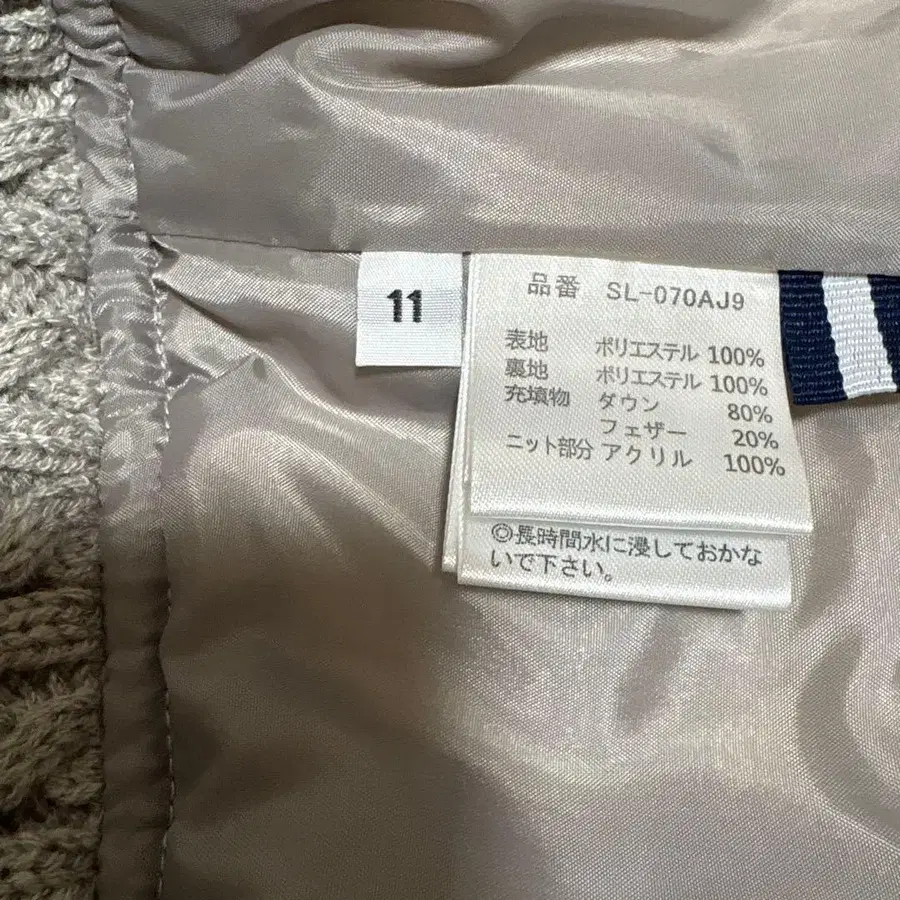 11
品番 SL-070AJ9
表地 ポリエステル 100%
裏地 ポリエステル 100%
充填物 ダウン 80%
フェザー 20%
ニット部分 アクリル 100%
◎長時間水に浸しておかな
いで下さい。